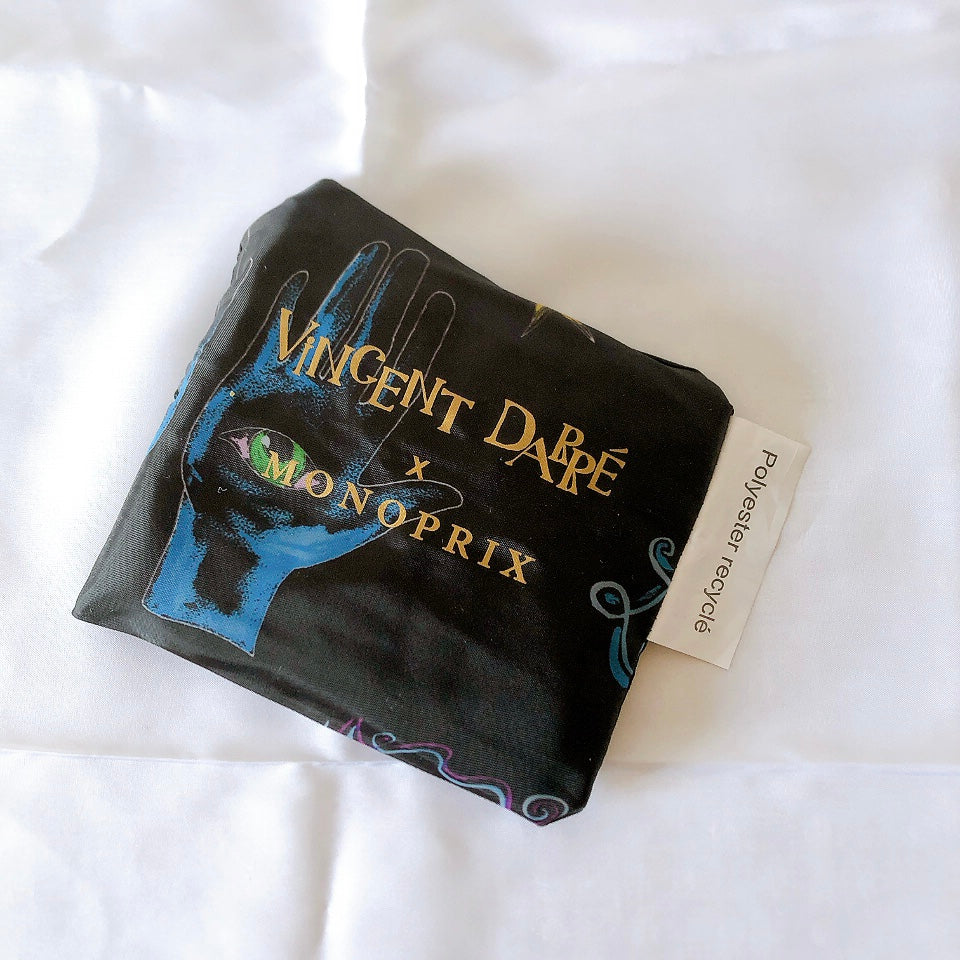 VINCENT DARRÉ
x
MONOPRIX
Polyester recyclé